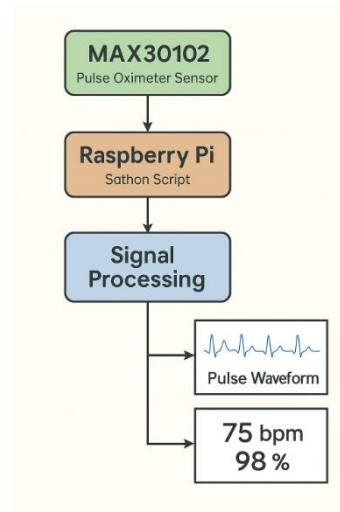 MAX30102
Pulse Oximeter Sensor
Raspberry Pi
Sathon Script
Signal
Processing
Pulse Waveform
75 bpm
98 %